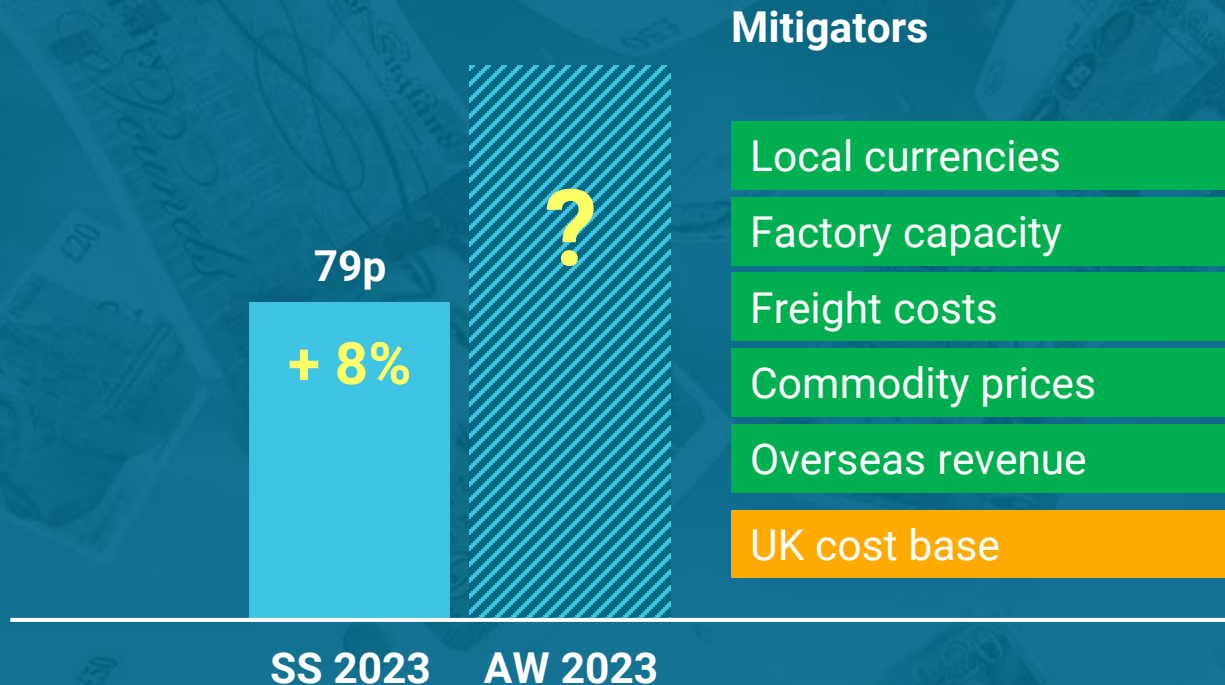 Mitigators
79p
+ 8%
?
Local currencies
Factory capacity
Freight costs
Commodity prices
Overseas revenue
UK cost base
SS 2023
AW 2023